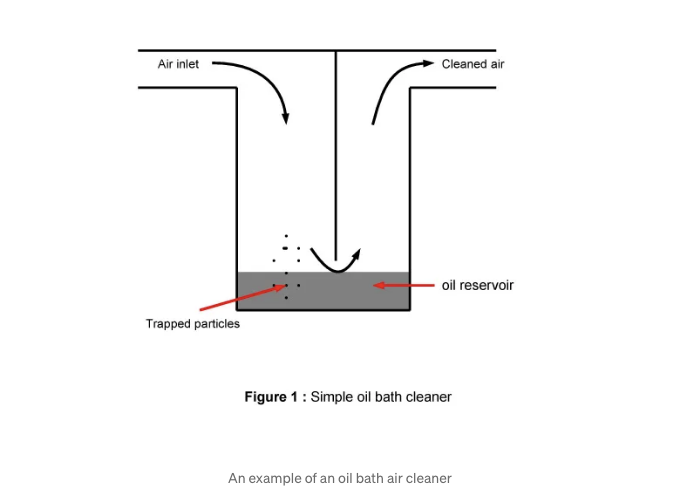 Air inlet
Cleaned air
oil reservoir
Trapped particles
Figure 1 : Simple oil bath cleaner
An example of an oil bath air cleaner